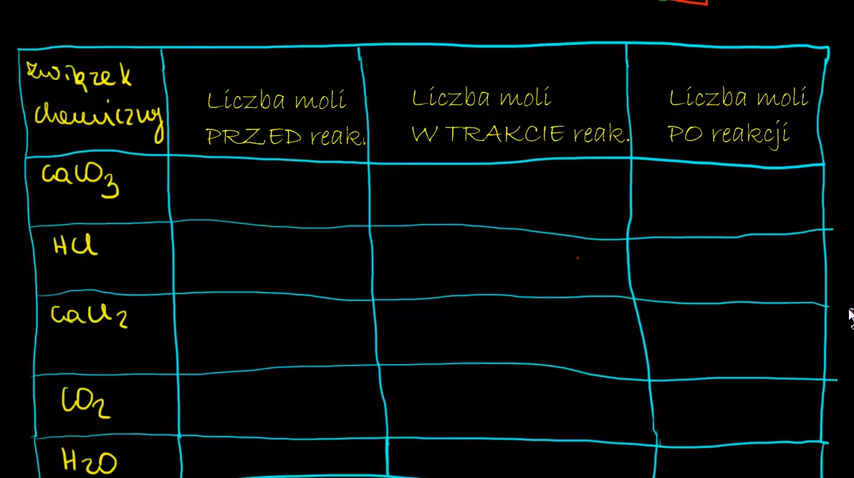 związek
chemiczny
Liczba moli
PRZED reak.
Liczba moli
W TRAKCIE reak.
Liczba moli
PO reakcji
CaCO3
HCl
CaCl2
CO2
H2O